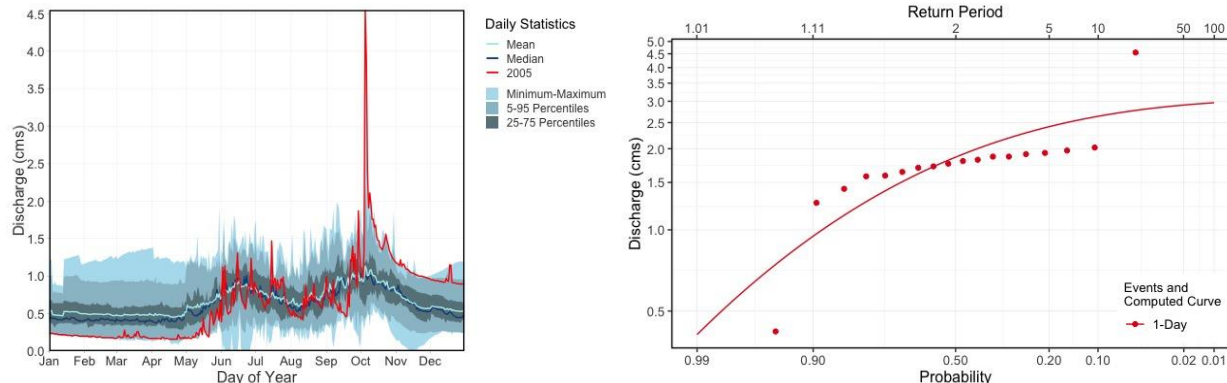 4.5
4.0
3.5
3.0
2.5
2.0
1.5
1.0
0.5
0.0
Discharge (cms)
Jan Feb Mar Apr May Jun Jul Aug Sep Oct Nov Dec
Day of Year
Daily Statistics
Mean
Median
2005
Minimum-Maximum
5-95 Percentiles
25-75 Percentiles
Return Period
1.01 1.11 2 5 10 50 100
5.0
4.5
4.0
3.5
3.0
2.5
2.0
1.5
1.0
0.5
Discharge (cms)
Events and
Computed Curve
1-Day
0.99 0.90 0.50 0.20 0.10 0.02 0.01
Probability